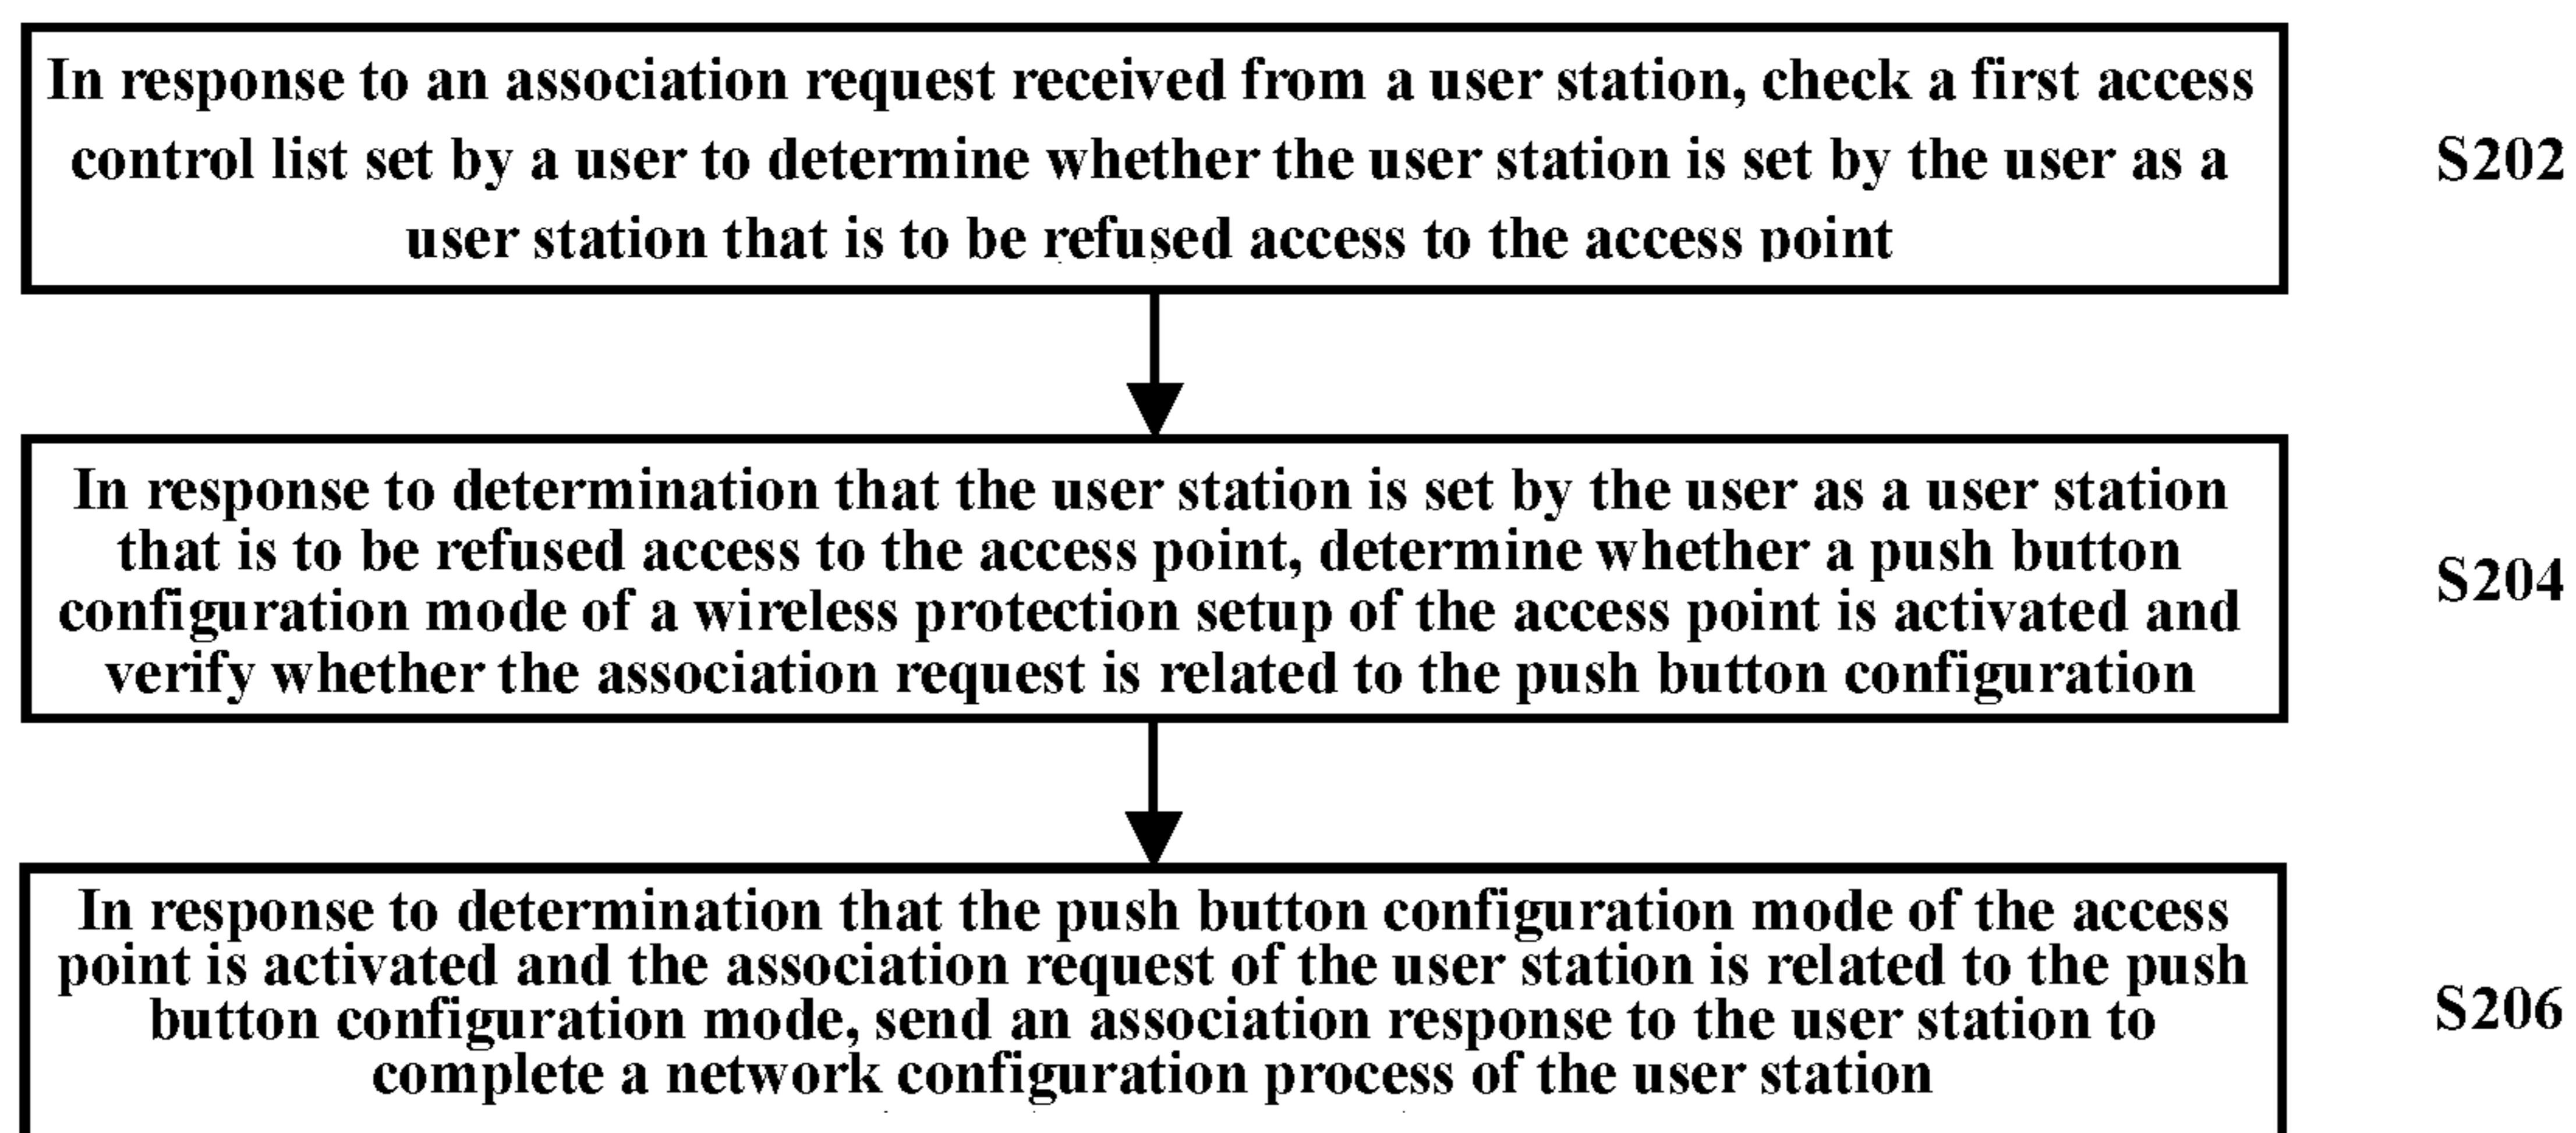 In response to an association request received from a user station, check a first access
control list set by a user to determine whether the user station is set by the user as a
user station that is to be refused access to the access point
S202
In response to determination that the user station is set by the user as a user station
that is to be refused access to the access point, determine whether a push button
configuration mode of a wireless protection setup of the access point is activated and
verify whether the association request is related to the push button configuration
S204
In response to determination that the push button configuration mode of the access
point is activated and the association request of the user station is related to the push
button configuration mode, send an association response to the user station to
complete a network configuration process of the user station
S206